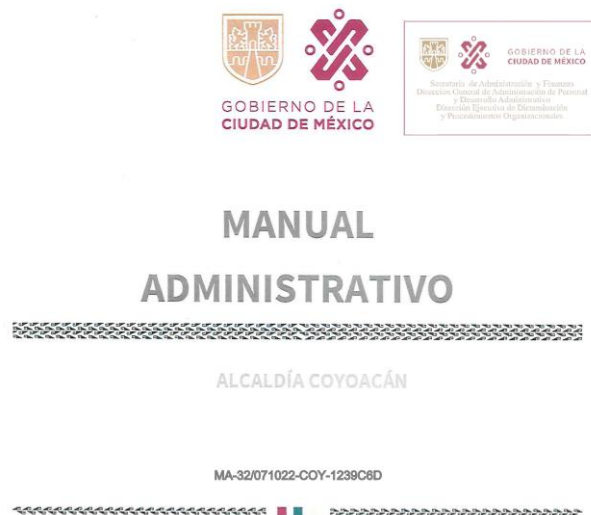 GOBIERNO DE LA
CIUDAD DE MÉXICO
GOBIERNO DE LA
CIUDAD DE MÉXICO
Secretaría de Administración y Finanzas
Dirección General de Administración de Personal
y Desarrollo Administrativo
Dirección Ejecutiva de Dictaminación
y Procedimientos Organizacionales
MANUAL
ADMINISTRATIVO
ALCALDÍA COYOACÁN
MA-32/071022-COY-1239C6D